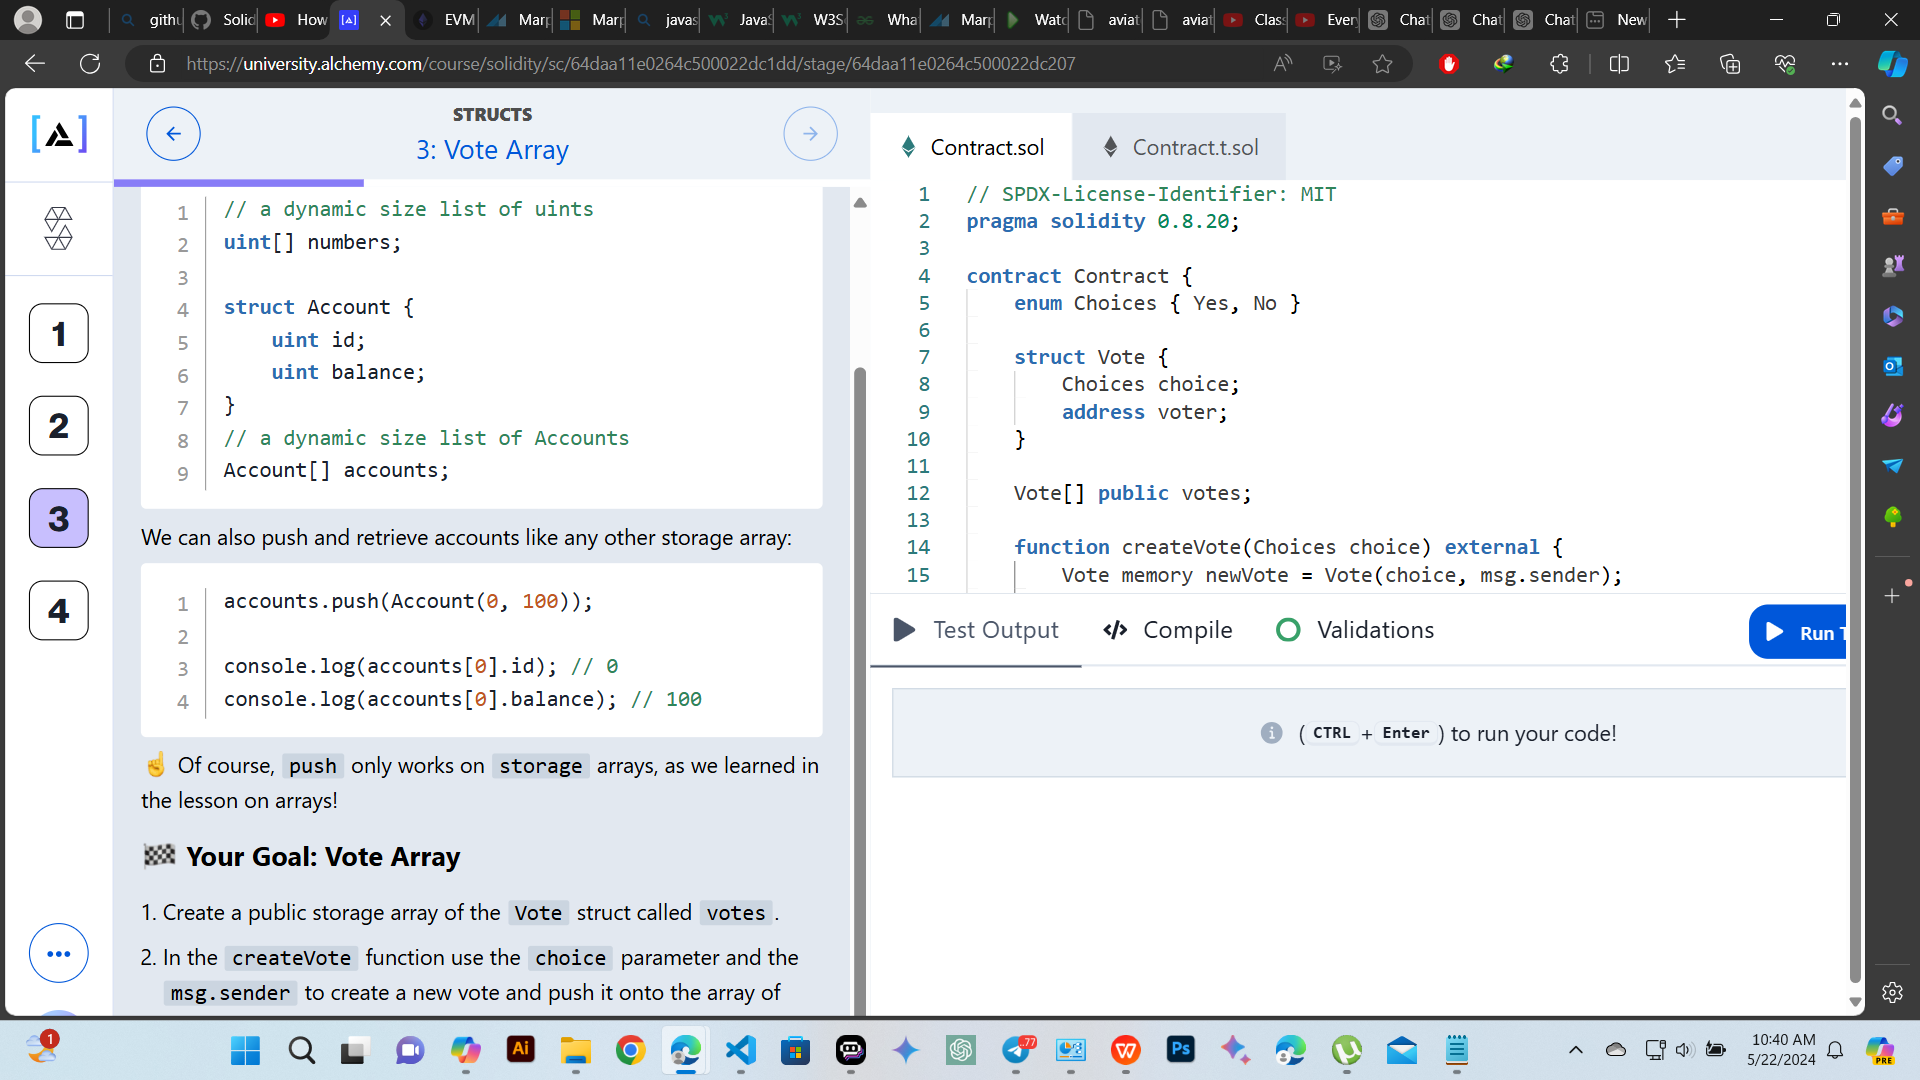 githu
Solid
How
EVM
Marp
Marp
javas
JavaS
W3S
Wha
Marp
Watc
aviat
aviat
Class
Every
Chat
Chat
Chat
New
https://university.alchemy.com/course/solidity/sc/64daa11e0264c500022dc1dd/stage/64daa11e0264c500022dc207
STRUCTS
3: Vote Array
1
2
3
4
1 // a dynamic size list of uints
2 uint[] numbers;
3
4 struct Account {
5 uint id;
6 uint balance;
7 }
8 // a dynamic size list of Accounts
9 Account[] accounts;
We can also push and retrieve accounts like any other storage array:
1 accounts.push(Account(0, 100));
2
3 console.log(accounts[0].id); // 0
4 console.log(accounts[0].balance); // 100
☝️ Of course, push only works on storage arrays, as we learned in
the lesson on arrays!
🏁 Your Goal: Vote Array
1. Create a public storage array of the Vote struct called votes .
2. In the createVote function use the choice parameter and the
msg.sender to create a new vote and push it onto the array of
Contract.sol
Contract.t.sol
1 // SPDX-License-Identifier: MIT
2 pragma solidity 0.8.20;
3
4 contract Contract {
5 enum Choices { Yes, No }
6
7 struct Vote {
8 Choices choice;
9 address voter;
10 }
11
12 Vote[] public votes;
13
14 function createVote(Choices choice) external {
15 Vote memory newVote = Vote(choice, msg.sender);
Test Output
Compile
Validations
Run T
( CTRL + Enter ) to run your code!
1
Ai
77
Ps
10:40 AM
5/22/2024
PRE